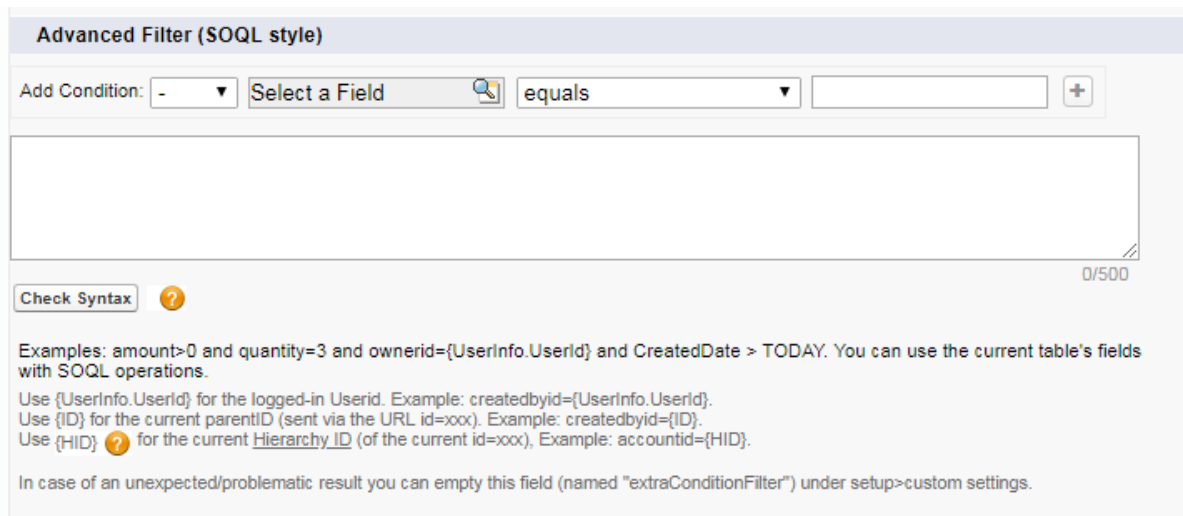 Advanced Filter (SOQL style)
Add Condition: - Select a Field equals +
0/500
Check Syntax ?
Examples: amount>0 and quantity=3 and ownerid={UserInfo.UserId} and CreatedDate > TODAY. You can use the current table's fields
with SOQL operations.
Use {UserInfo.UserId} for the logged-in Userid. Example: createdbyid={UserInfo.UserId}.
Use {ID} for the current parentID (sent via the URL id=xxx). Example: createdbyid={ID}.
Use {HID} ? for the current Hierarchy ID (of the current id=xxx), Example: accountid={HID}.
In case of an unexpected/problematic result you can empty this field (named "extraConditionFilter") under setup>custom settings.